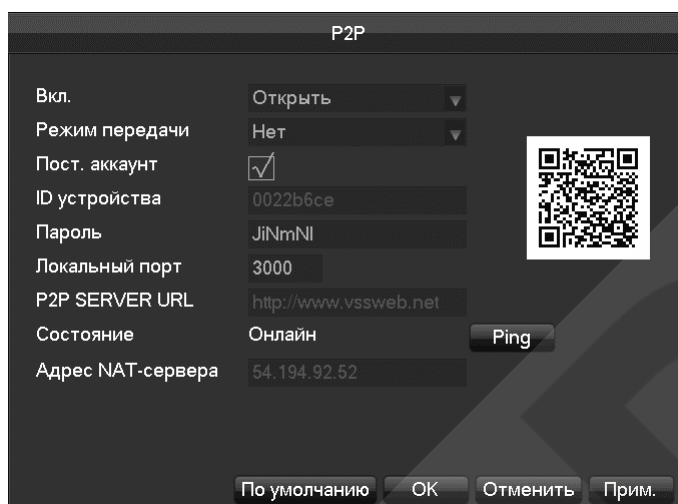 P2P
Вкл. Открыть
Режим передачи Нет
Пост. аккаунт
ID устройства 0022b6ce
Пароль JiNmNI
Локальный порт 3000
P2P SERVER URL http://www.vssweb.net
Состояние Онлайн Ping
Адрес NAT-сервера 54.194.92.52
По умолчанию OK Отменить Прим.